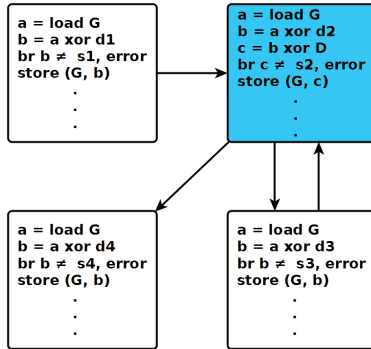 a = load G
b = a xor d1
br b ≠ s1, error
store (G, b)
.
.
.
a = load G
b = a xor d2
c = b xor D
br c ≠ s2, error
store (G, c)
.
.
.
a = load G
b = a xor d4
br b ≠ s4, error
store (G, b)
.
.
.
a = load G
b = a xor d3
br b ≠ s3, error
store (G, b)
.
.
.